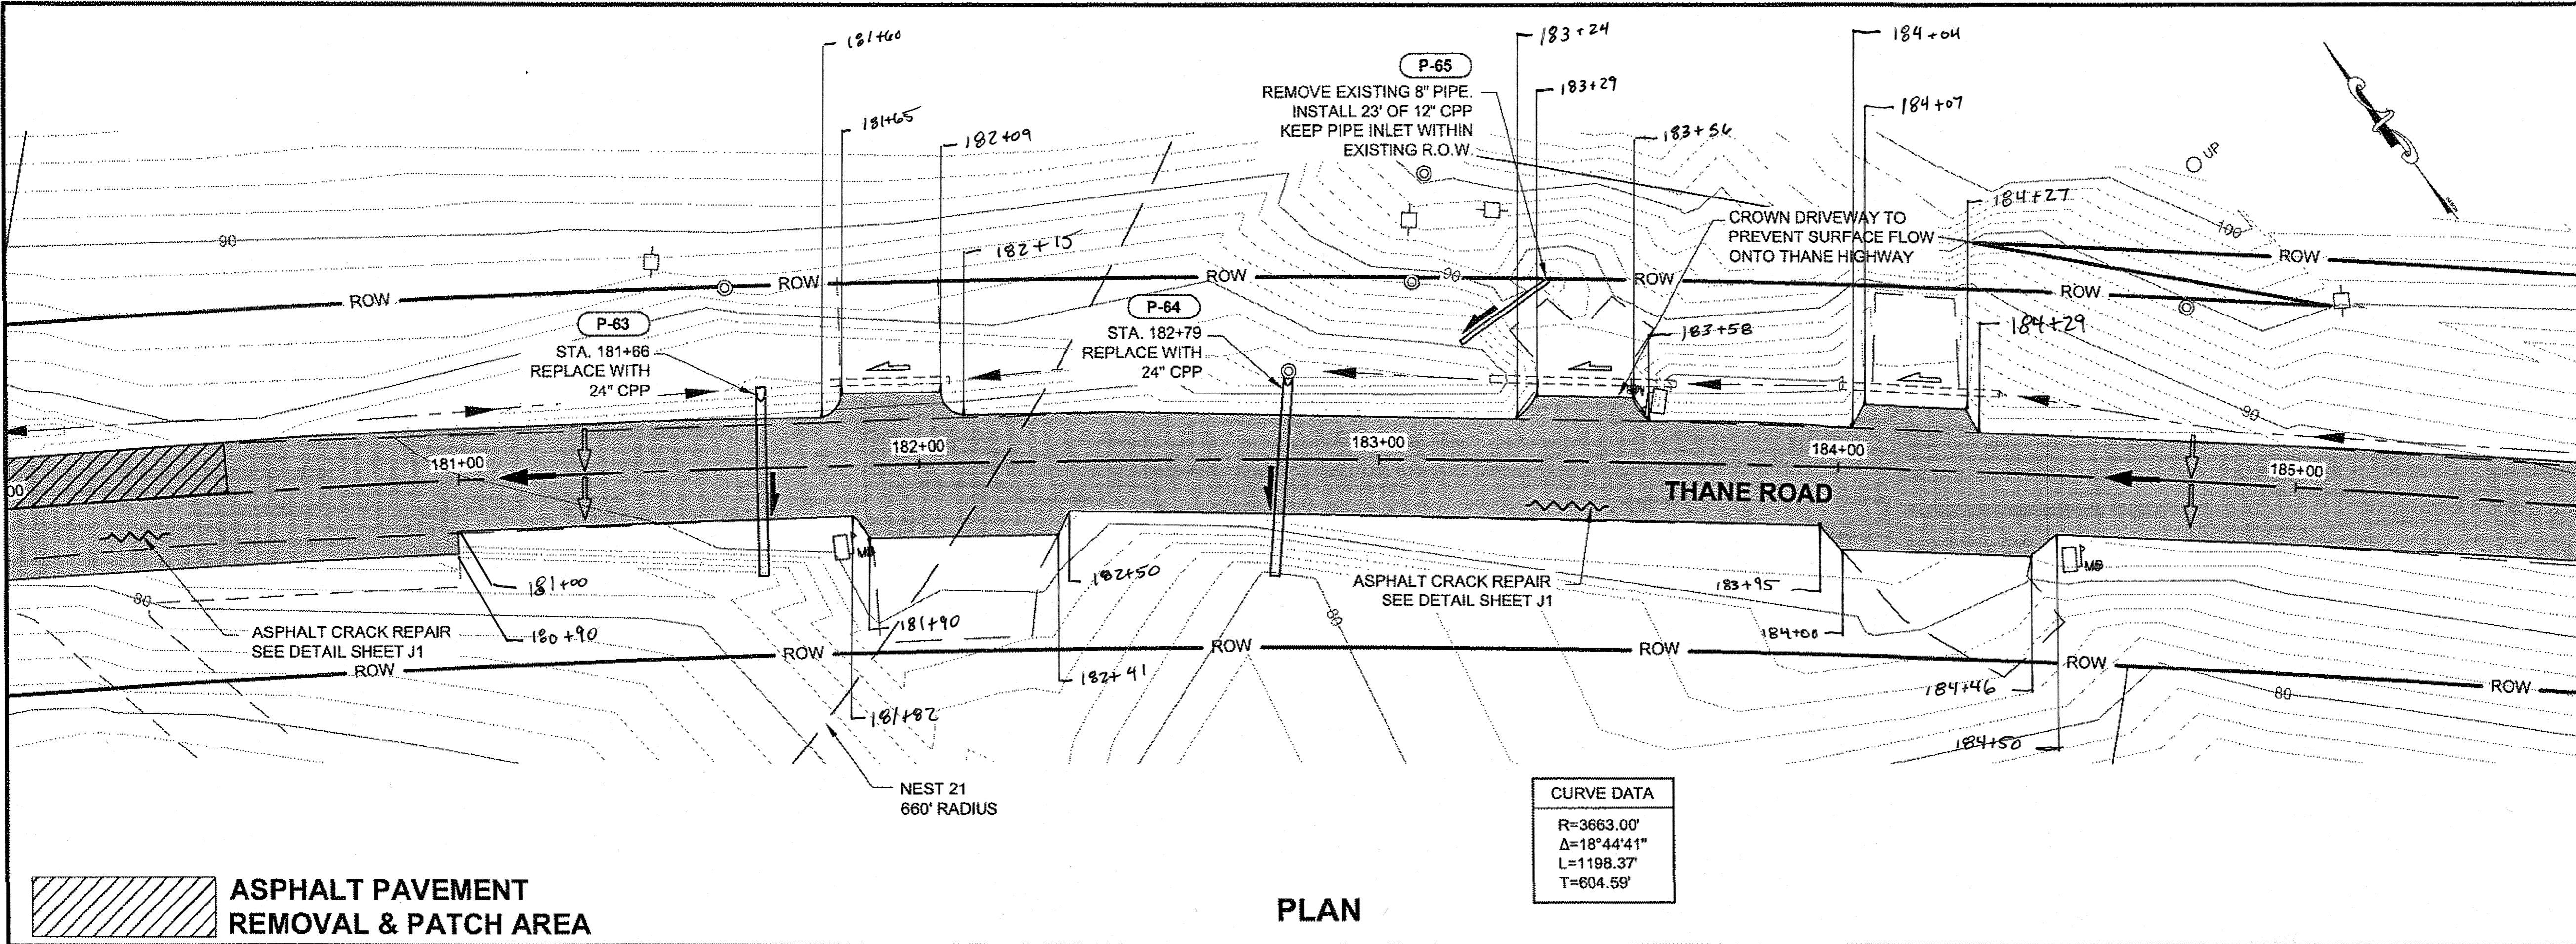 181+60
181+65
182+09
182+15
P-65
REMOVE EXISTING 8" PIPE.
INSTALL 23' OF 12" CPP
KEEP PIPE INLET WITHIN
EXISTING R.O.W.
183+24
183+29
183+56
183+58
184+04
184+07
184+27
184+29
UP
CROWN DRIVEWAY TO
PREVENT SURFACE FLOW
ONTO THANE HIGHWAY
90
90
100
90
ROW
ROW
ROW
ROW
ROW
ROW
P-63
STA. 181+66
REPLACE WITH
24" CPP
P-64
STA. 182+79
REPLACE WITH
24" CPP
00
181+00
182+00
183+00
184+00
185+00
THANE ROAD
MB
MB
80
ASPHALT CRACK REPAIR
SEE DETAIL SHEET J1
181+00
180+90
181+90
181+82
182+50
182+41
ASPHALT CRACK REPAIR
SEE DETAIL SHEET J1
80
183+95
184+00
184+46
184+50
80
ROW
ROW
ROW
ROW
ROW
ROW
NEST 21
660' RADIUS
CURVE DATA
R=3663.00'
Δ=18°44'41"
L=1198.37'
T=604.59'
ASPHALT PAVEMENT
REMOVAL & PATCH AREA
PLAN